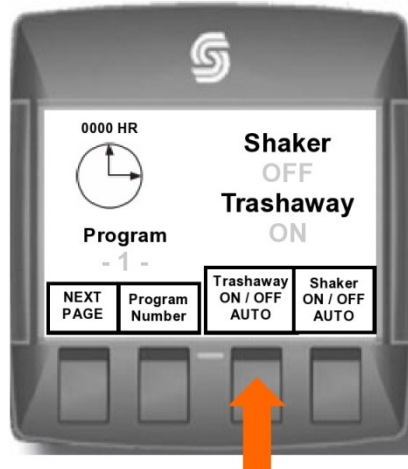 0000 HR
Shaker
OFF
Trashaway
ON
Program
- 1 -
NEXT
PAGE
Program
Number
Trashaway
ON / OFF
AUTO
Shaker
ON / OFF
AUTO